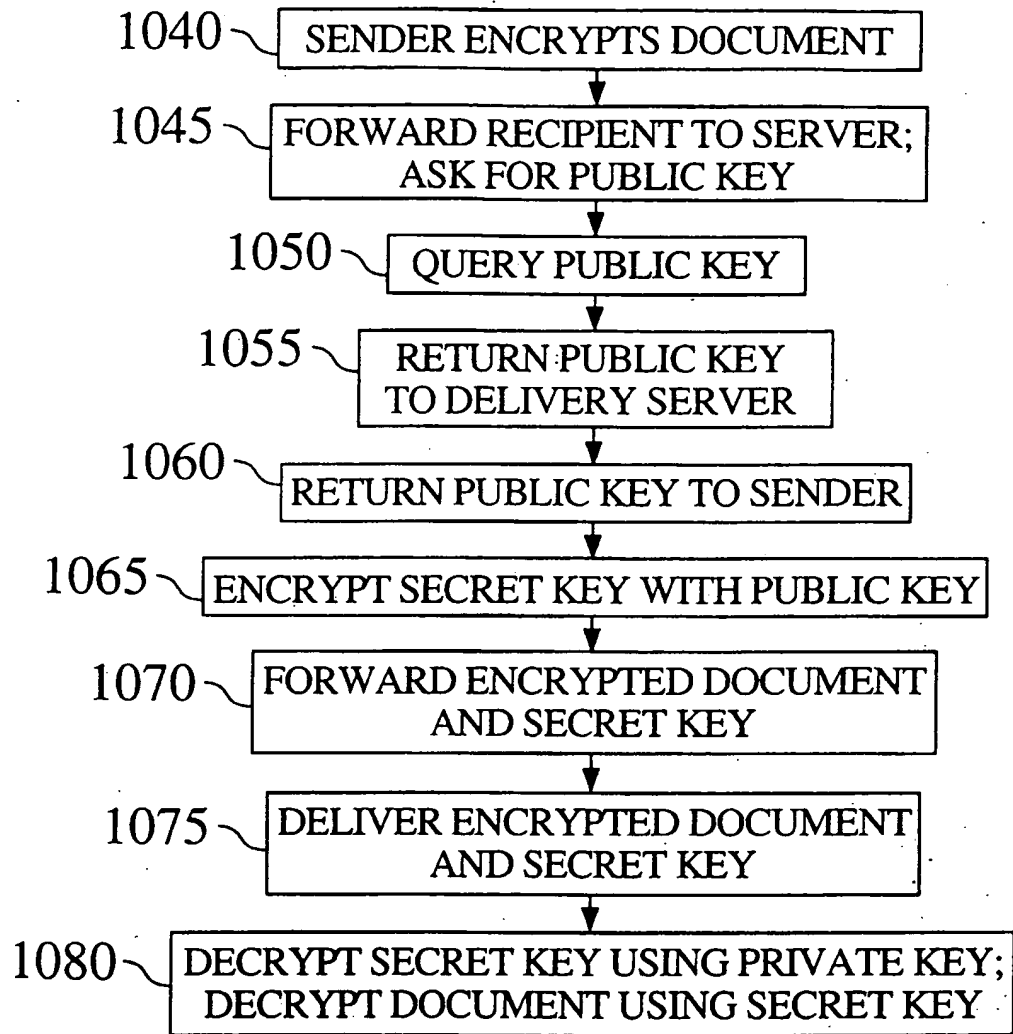 1040 SENDER ENCRYPTS DOCUMENT
1045 FORWARD RECIPIENT TO SERVER;
ASK FOR PUBLIC KEY
1050 QUERY PUBLIC KEY
1055 RETURN PUBLIC KEY
TO DELIVERY SERVER
1060 RETURN PUBLIC KEY TO SENDER
1065 ENCRYPT SECRET KEY WITH PUBLIC KEY
1070 FORWARD ENCRYPTED DOCUMENT
AND SECRET KEY
1075 DELIVER ENCRYPTED DOCUMENT
AND SECRET KEY
1080 DECRYPT SECRET KEY USING PRIVATE KEY;
DECRYPT DOCUMENT USING SECRET KEY